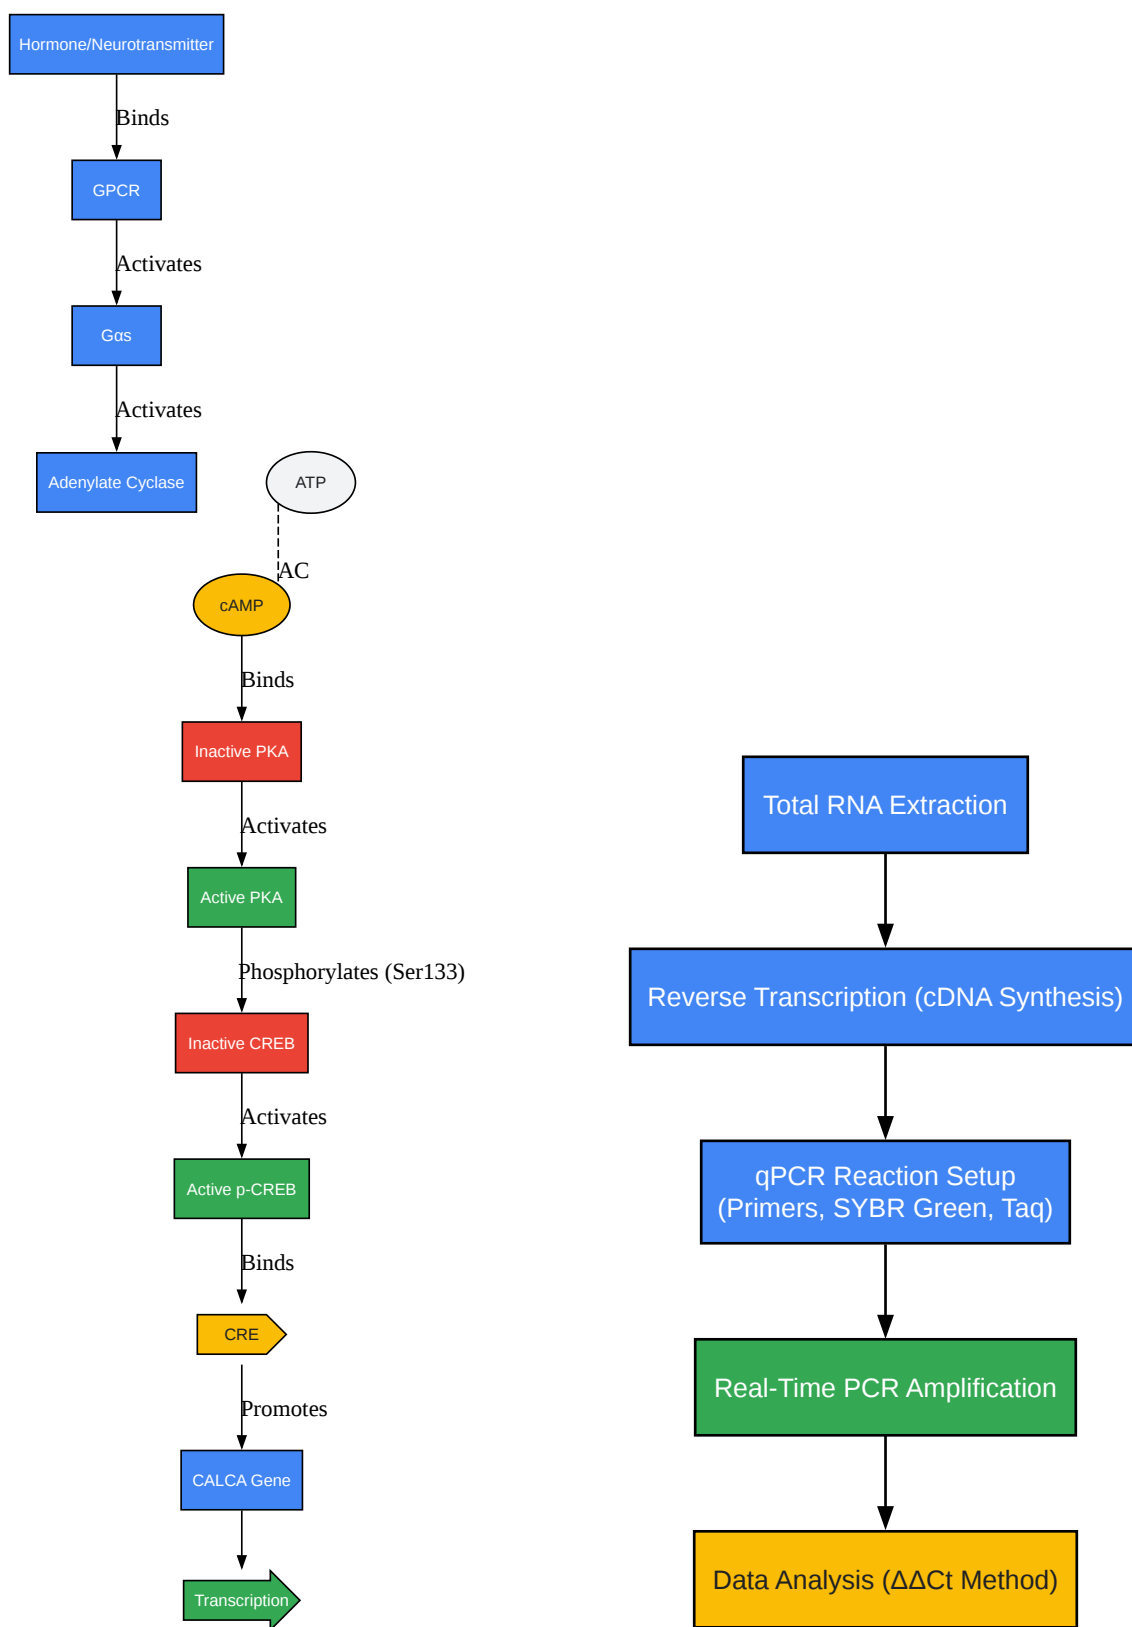 Hormone/Neurotransmitter
Binds
GPCR
Activates
Gαs
Activates
Adenylate Cyclase
ATP
AC
cAMP
Binds
Inactive PKA
Activates
Active PKA
Phosphorylates (Ser133)
Inactive CREB
Activates
Active p-CREB
Binds
CRE
Promotes
CALCA Gene
Transcription
Total RNA Extraction
Reverse Transcription (cDNA Synthesis)
qPCR Reaction Setup
(Primers, SYBR Green, Taq)
Real-Time PCR Amplification
Data Analysis (ΔΔCt Method)